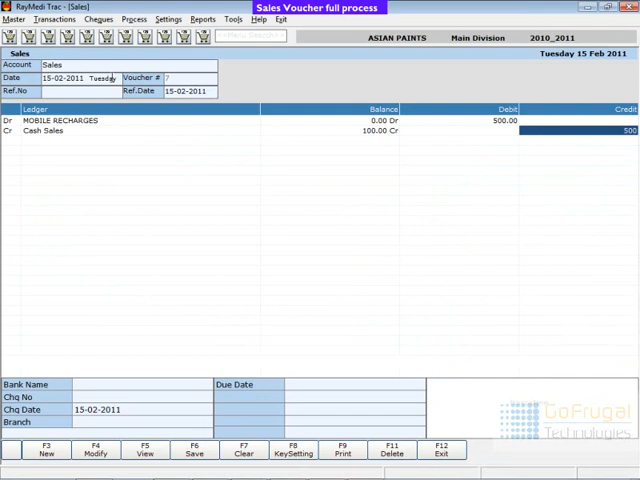 Sales Voucher full process
RayMedi Trac - [Sales]
Master Transactions Cheques Process Settings Reports Tools Help Exit
<--Menu Search-->
ASIAN PAINTS Main Division 2010_2011
Sales Tuesday 15 Feb 2011
Account Sales
Date 15-02-2011 Tuesday Voucher # 7
Ref.No Ref.Date 15-02-2011
Ledger Balance Debit Credit
Dr MOBILE RECHARGES 0.00 Dr 500.00
Cr Cash Sales 100.00 Cr 500
Bank Name Due Date
Chq No
Chq Date 15-02-2011
Branch
GoFrugal
Technologies
F3 F4 F5 F6 F7 F8 F9 F11 F12
New Modify View Save Clear KeySetting Print Delete Exit